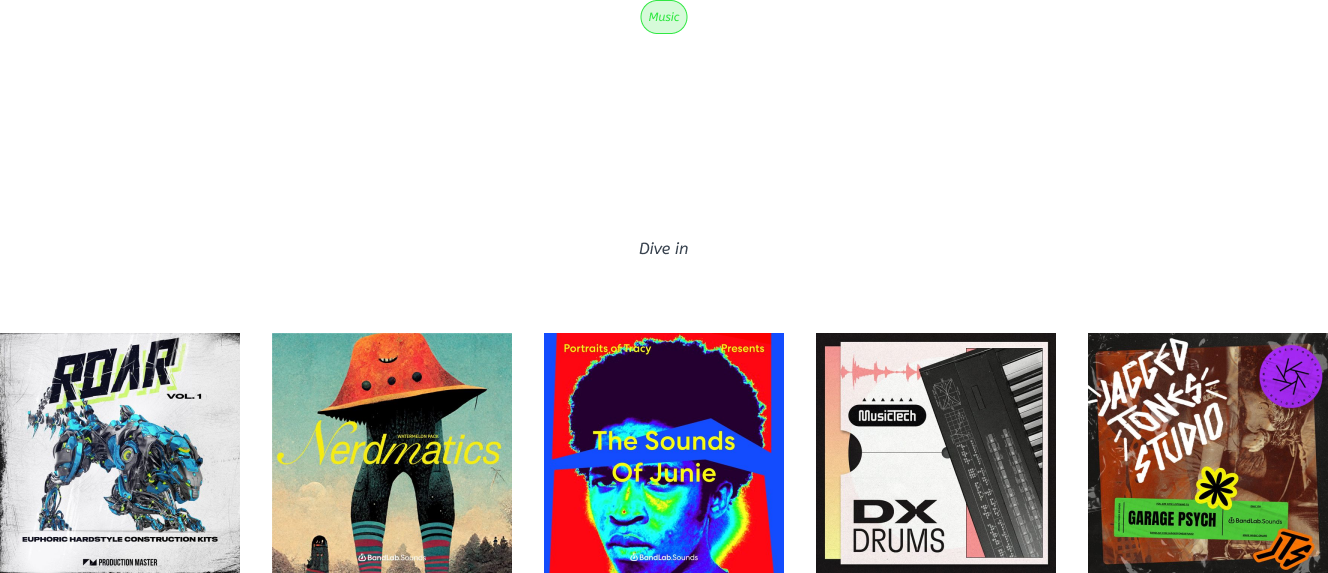 Music
Dive in
ROAR
VOL. 1
EUPHORIC HARDSTYLE CONSTRUCTION KITS
PRODUCTION MASTER
WATERMELON PACK
Nerdmatics
BandLab Sounds
Portraits of Tracy Presents
The Sounds
Of Junie
BandLab Sounds
MusicTech
DX
DRUMS
JAGGED
TONES
STUDIO
GARAGE PSYCH
BandLab Sounds
JTS